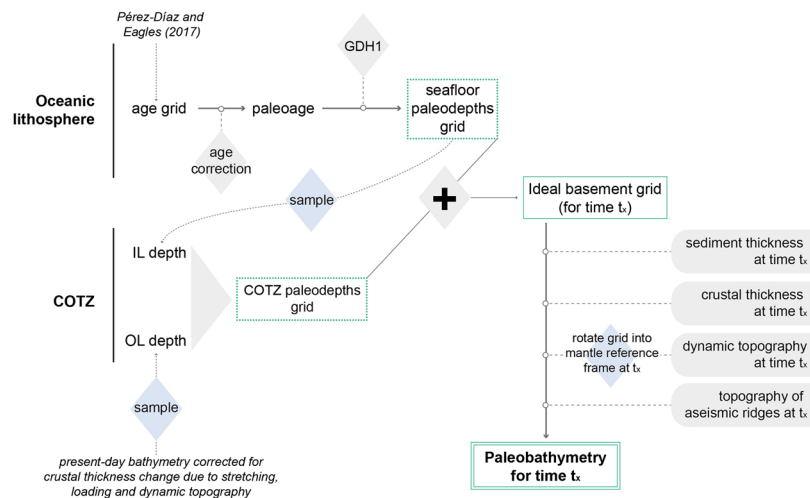 Pérez-Díaz and
Eagles (2017)
GDH1
Oceanic
lithosphere
age grid
paleoage
seafloor
paleodepths
grid
age
correction
sample
+
Ideal basement grid
(for time tx)
IL depth
COTZ
COTZ paleodepths
grid
OL depth
sediment thickness
at time tx
crustal thickness
at time tx
rotate grid into
mantle reference
frame at tx
dynamic topography
at time tx
topography of
aseismic ridges at tx
sample
present-day bathymetry corrected for
crustal thickness change due to stretching,
loading and dynamic topography
Paleobathymetry
for time tx